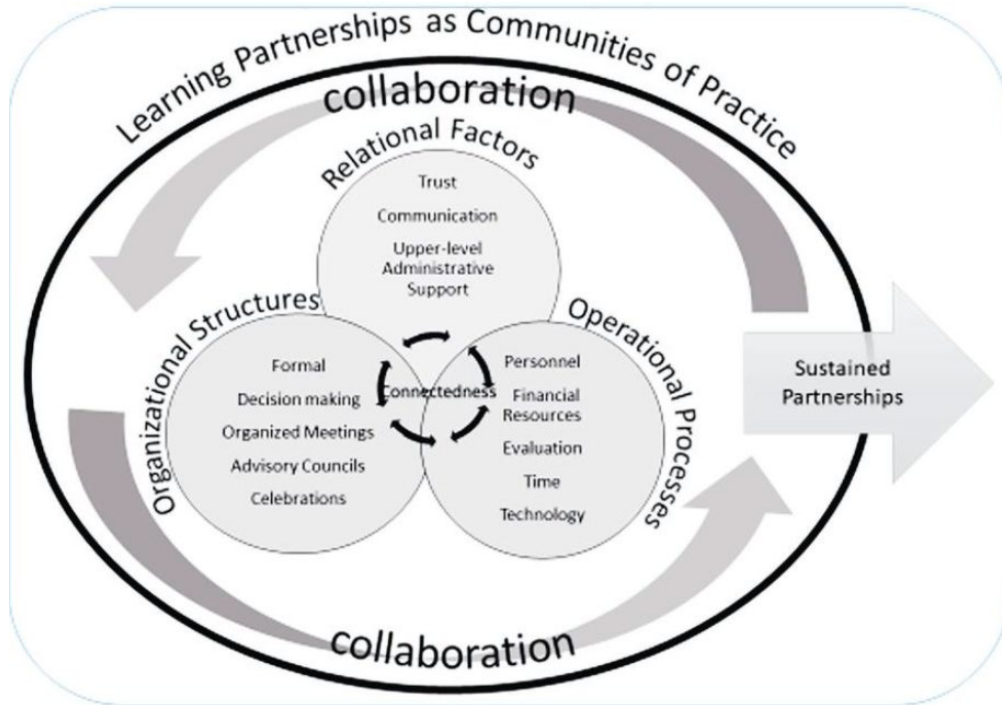 Learning Partnerships as Communities of Practice
collaboration
Relational Factors
Trust
Communication
Upper-level
Administrative
Support
Organizational Structures
Formal
Decision making
Organized Meetings
Advisory Councils
Celebrations
Connectedness
Operational Processes
Personnel
Financial
Resources
Evaluation
Time
Technology
Sustained
Partnerships
collaboration